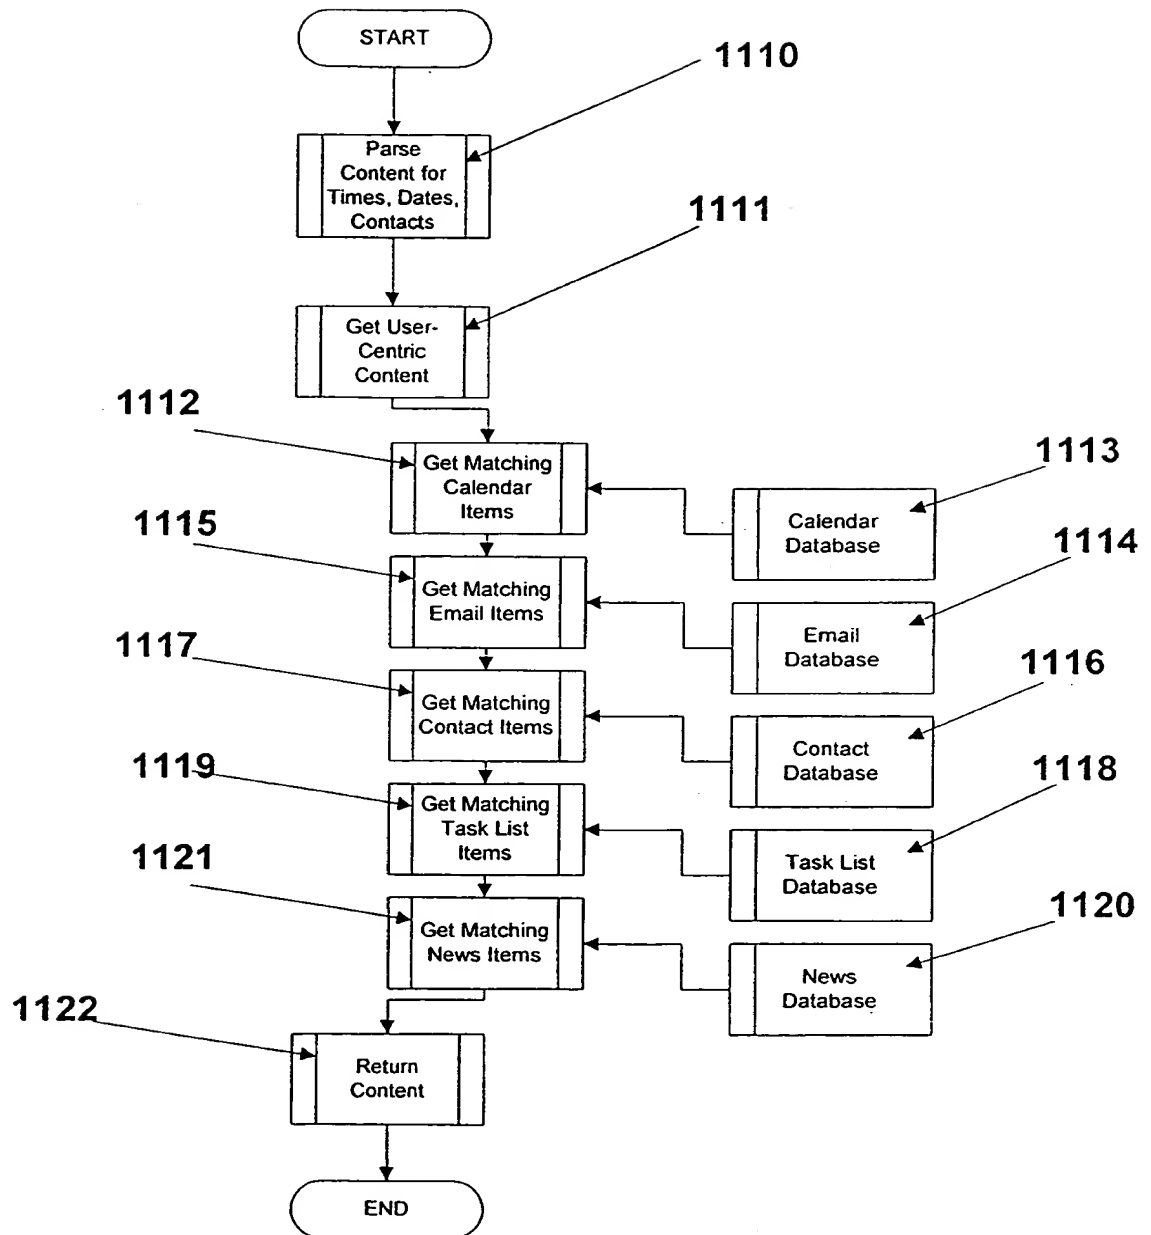 START
1110
Parse
Content for
Times, Dates,
Contacts
1111
Get User-
Centric
Content
1112
Get Matching
Calendar
Items
1113
Calendar
Database
1115
Get Matching
Email Items
1114
Email
Database
1117
Get Matching
Contact Items
1116
Contact
Database
1119
Get Matching
Task List
Items
1118
Task List
Database
1121
Get Matching
News Items
1120
News
Database
1122
Return
Content
END